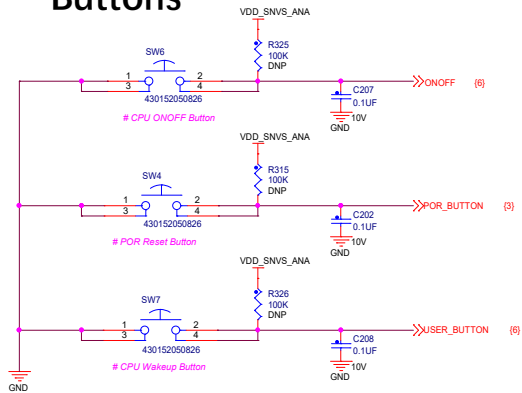 Buttons
VDD_SNVS_ANA
SW6
R325
100K
DNP
1 2
3 4
430152050826
# CPU ONOFF Button
C207
0.1UF
10V
GND
ONOFF {6}
VDD_SNVS_ANA
SW4
R315
100K
DNP
1 2
3 4
430152050826
# POR Reset Button
C202
0.1UF
10V
GND
POR_BUTTON {3}
VDD_SNVS_ANA
SW7
R326
100K
DNP
1 2
3 4
430152050826
# CPU Wakeup Button
C208
0.1UF
10V
GND
USER_BUTTON {6}
GND